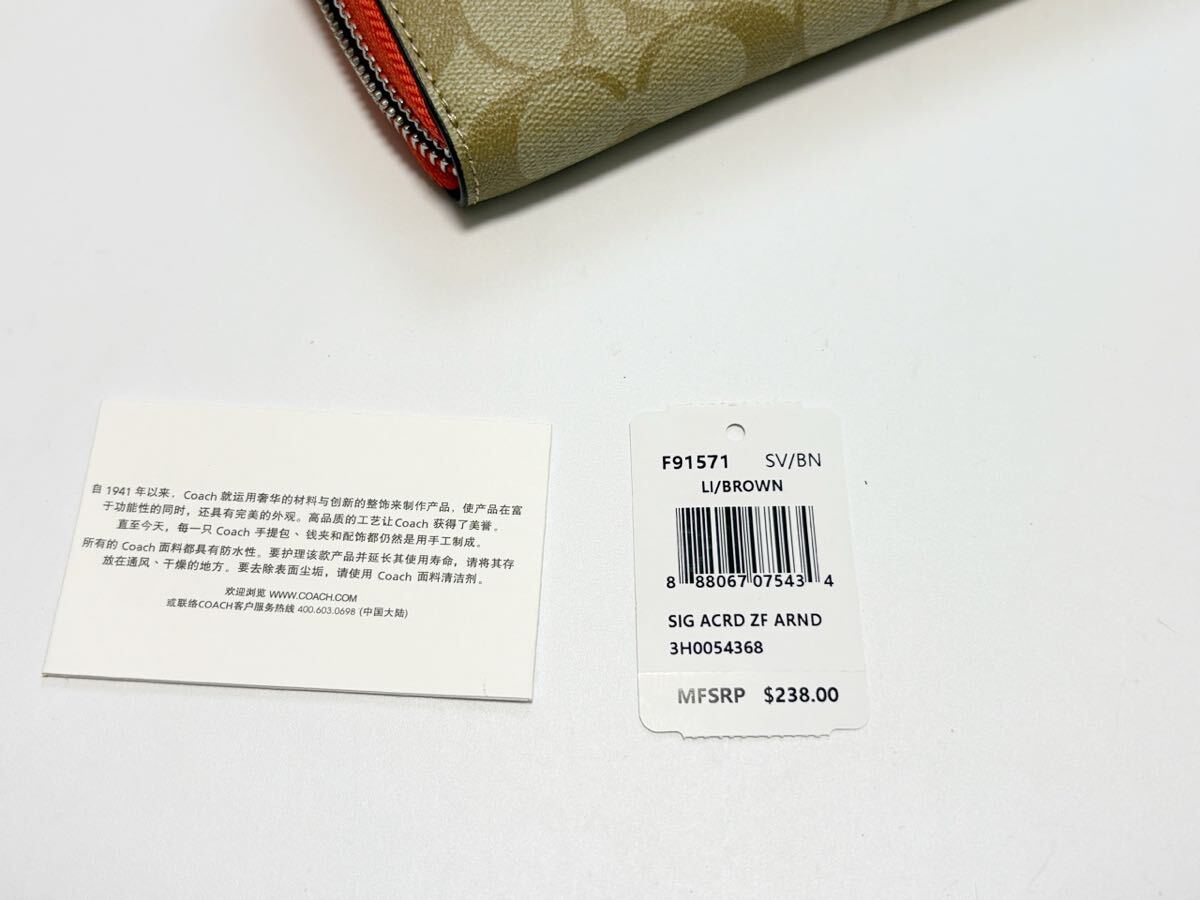 自 1941 年以来，Coach 就运用奢华的材料与创新的整饰来制作产品，使产品在富
于功能性的同时，还具有完美的外观。高品质的工艺让Coach 获得了美誉。
直至今天，每一只 Coach 手提包、钱夹和配饰都仍然是用手工制成。
所有的 Coach 面料都具有防水性。要护理该款产品并延长其使用寿命，请将其存
放在通风、干燥的地方。要去除表面尘垢，请使用 Coach 面料清洁剂。
欢迎浏览 WWW.COACH.COM
或联络COACH客户服务热线 400.603.0698 (中国大陆)
F91571 SV/BN
LI/BROWN
8 88067 07543 4
SIG ACRD ZF ARND
3H0054368
MFSRP $238.00